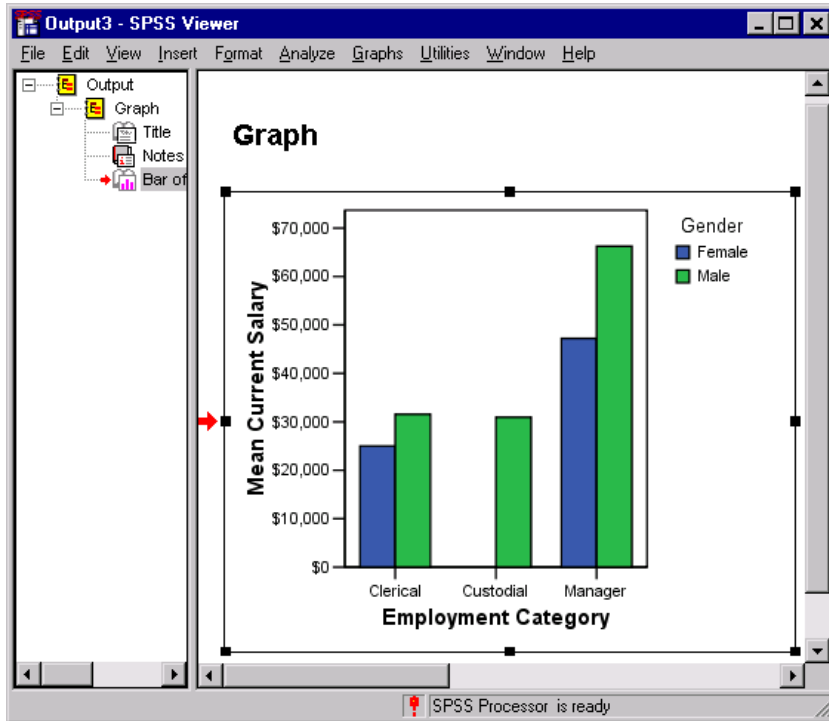 Output3 - SPSS Viewer
File Edit View Insert Format Analyze Graphs Utilities Window Help
Output
Graph
Title
Notes
Bar of
Graph
Mean Current Salary
$70,000
$60,000
$50,000
$40,000
$30,000
$20,000
$10,000
$0
Clerical Custodial Manager
Employment Category
Gender
Female
Male
SPSS Processor is ready